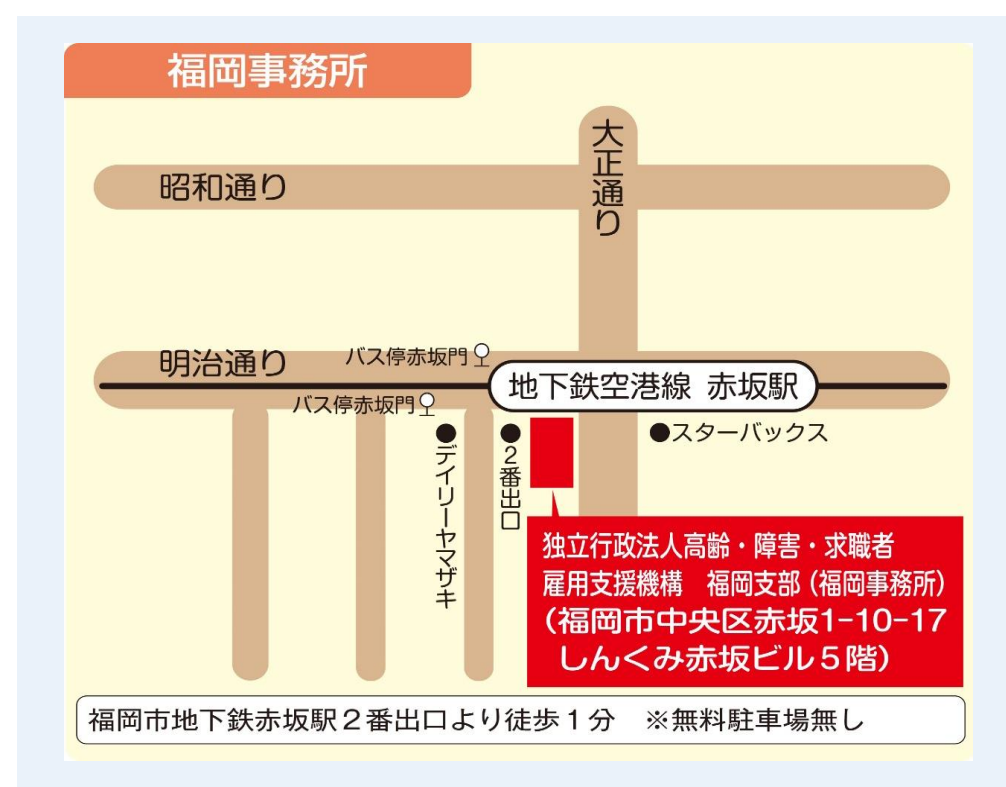 福岡事務所
大正通り
昭和通り
明治通り
バス停赤坂門
地下鉄空港線 赤坂駅
バス停赤坂門
●デイリーヤマザキ
●2番出口
●スターバックス
独立行政法人高齢・障害・求職者
雇用支援機構　福岡支部（福岡事務所）
（福岡市中央区赤坂1-10-17
しんくみ赤坂ビル５階）
福岡市地下鉄赤坂駅２番出口より徒歩１分　※無料駐車場無し